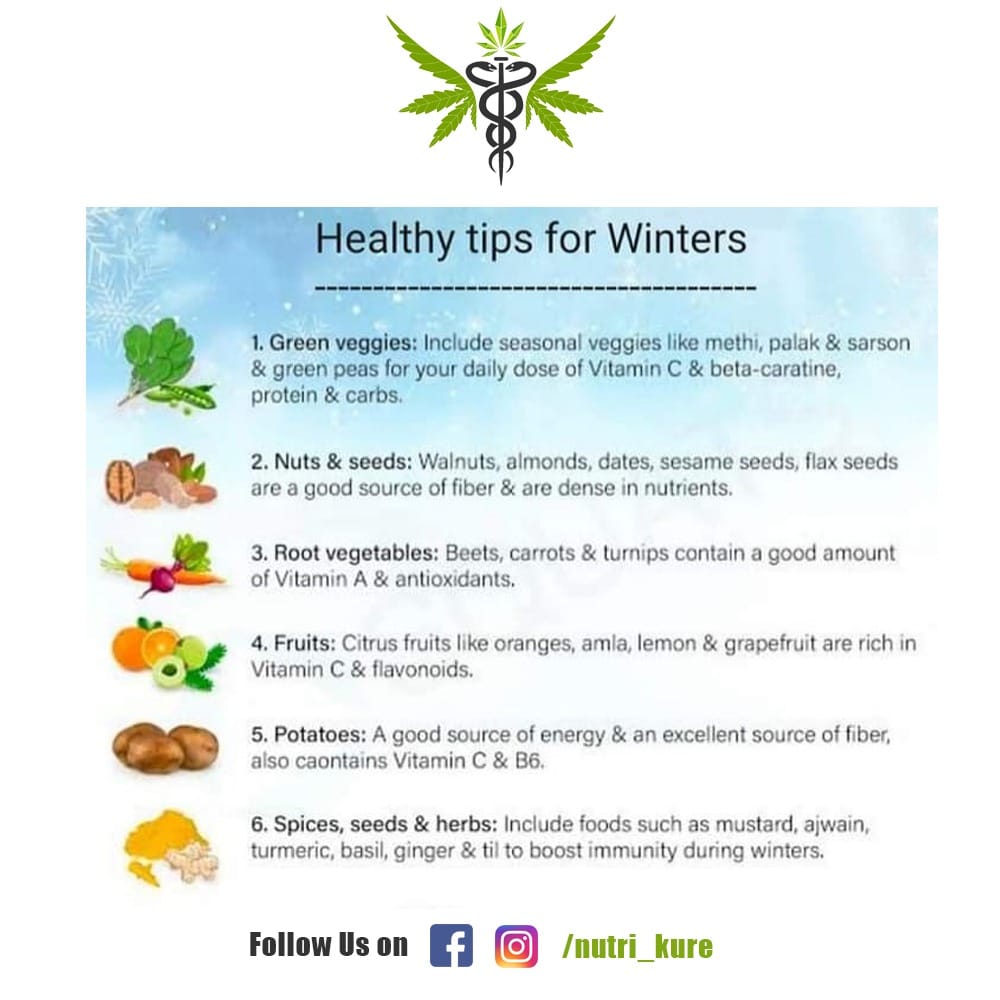 Healthy tips for Winters
--------------------------------------
1. Green veggies: Include seasonal veggies like methi, palak & sarson
& green peas for your daily dose of Vitamin C & beta-caratine,
protein & carbs.
2. Nuts & seeds: Walnuts, almonds, dates, sesame seeds, flax seeds
are a good source of fiber & are dense in nutrients.
3. Root vegetables: Beets, carrots & turnips contain a good amount
of Vitamin A & antioxidants.
4. Fruits: Citrus fruits like oranges, amla, lemon & grapefruit are rich in
Vitamin C & flavonoids.
5. Potatoes: A good source of energy & an excellent source of fiber,
also caontains Vitamin C & B6.
6. Spices, seeds & herbs: Include foods such as mustard, ajwain,
turmeric, basil, ginger & til to boost immunity during winters.
Follow Us on /nutri_kure